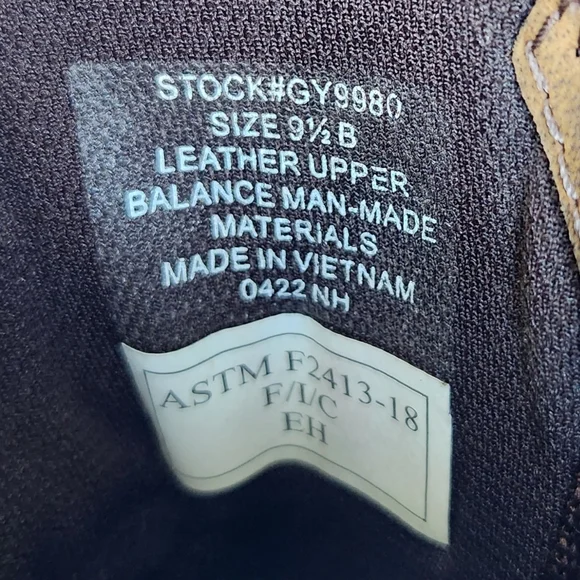 STOCK#GY9980
SIZE 9½ B
LEATHER UPPER
BALANCE MAN-MADE
MATERIALS
MADE IN VIETNAM
0422 NH
ASTM F2413-18
F/I/C
EH